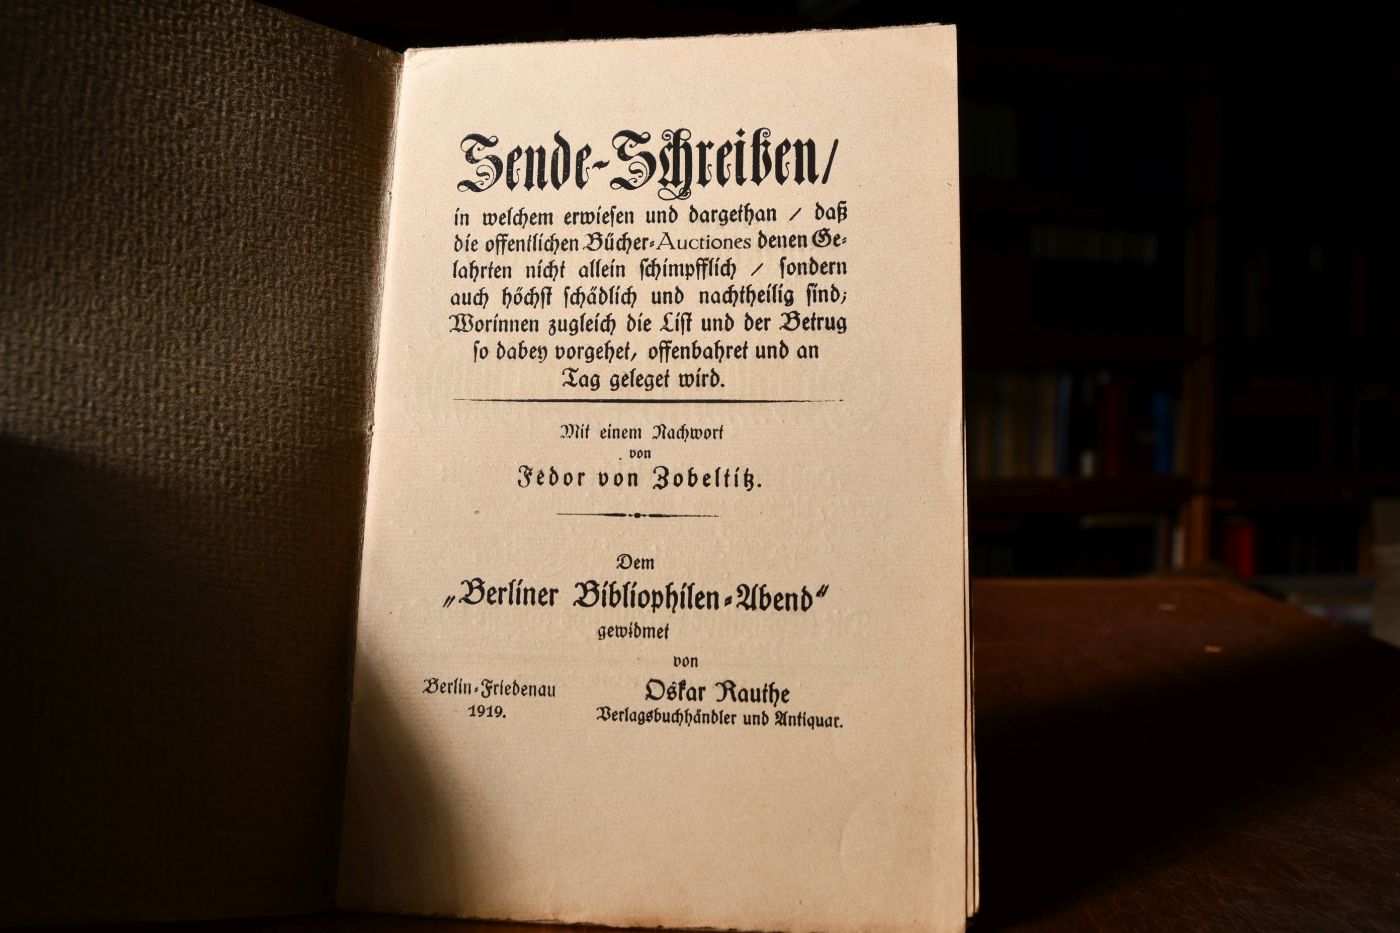 Sende-Schreiben/
in welchem erwiesen und dargethan / daß
die offentlichen Bücher-Auctiones denen Ge-
lahrten nicht allein schimpfflich / sondern
auch höchst schädlich und nachtheilig sind;
Worinnen zugleich die List und der Betrug
so dabey vorgehet, offenbahret und an
Tag geleget wird.
Mit einem Nachwort
von
Fedor von Zobeltitz.
Dem
„Berliner Bibliophilen-Abend“
gewidmet
von
Berlin-Friedenau
1919.
Oskar Rauthe
Verlagsbuchhändler und Antiquar.